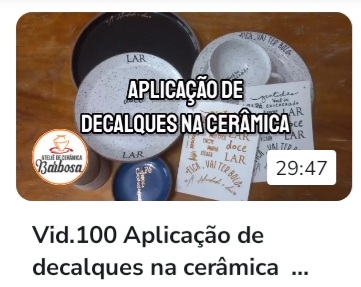 LAR
APLICAÇÃO DE
DECALQUES NA CERÂMICA
doce
LAR
LAR
ATELIÊ DE CERÂMICA
Barbosa
29:47
Vid.100 Aplicação de
decalques na cerâmica ...